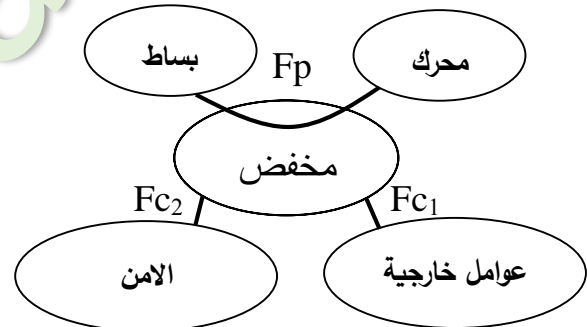 محرك Fp بساط
مخفض
Fc₁ Fc₂
عوامل خارجية الامن